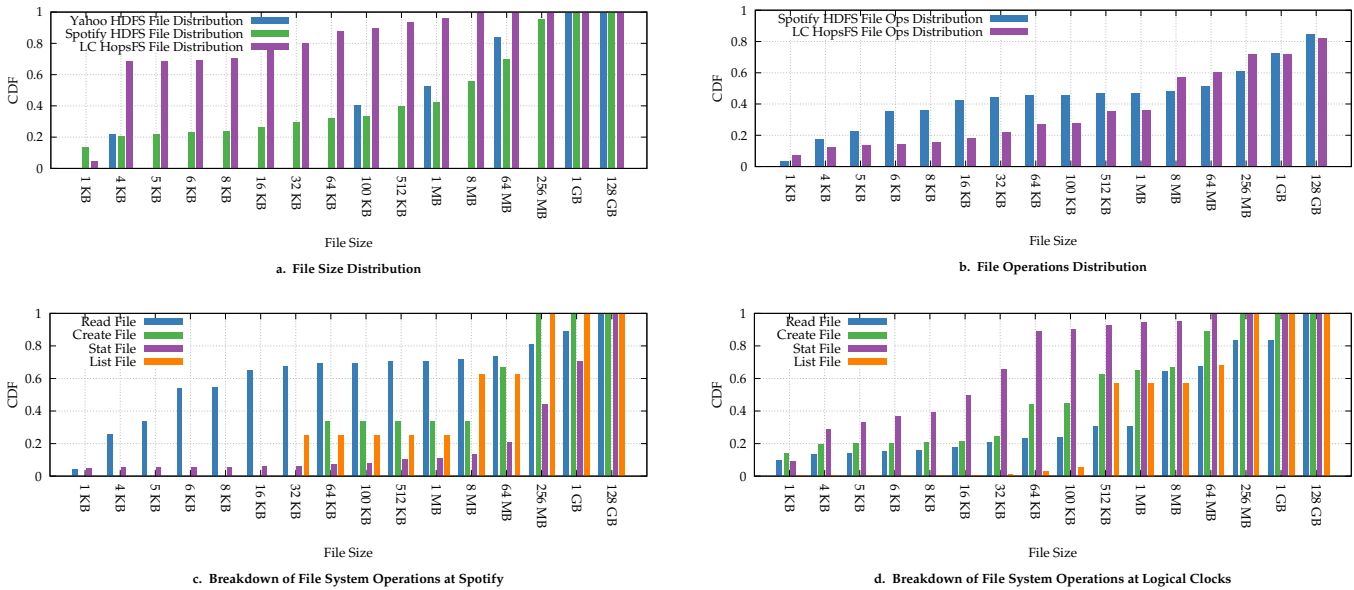 Yahoo HDFS File Distribution
Spotify HDFS File Distribution
LC HopsFS File Distribution
CDF
1
0.8
0.6
0.4
0.2
0
1 KB
4 KB
5 KB
6 KB
8 KB
16 KB
32 KB
64 KB
100 KB
512 KB
1 MB
8 MB
64 MB
256 MB
1 GB
128 GB
File Size
a. File Size Distribution
Spotify HDFS File Ops Distribution
LC HopsFS File Ops Distribution
CDF
1
0.8
0.6
0.4
0.2
0
1 KB
4 KB
5 KB
6 KB
8 KB
16 KB
32 KB
64 KB
100 KB
512 KB
1 MB
8 MB
64 MB
256 MB
1 GB
128 GB
File Size
b. File Operations Distribution
Read File
Create File
Stat File
List File
CDF
1
0.8
0.6
0.4
0.2
0
1 KB
4 KB
5 KB
6 KB
8 KB
16 KB
32 KB
64 KB
100 KB
512 KB
1 MB
8 MB
64 MB
256 MB
1 GB
128 GB
File Size
c. Breakdown of File System Operations at Spotify
Read File
Create File
Stat File
List File
CDF
1
0.8
0.6
0.4
0.2
0
1 KB
4 KB
5 KB
6 KB
8 KB
16 KB
32 KB
64 KB
100 KB
512 KB
1 MB
8 MB
64 MB
256 MB
1 GB
128 GB
File Size
d. Breakdown of File System Operations at Logical Clocks